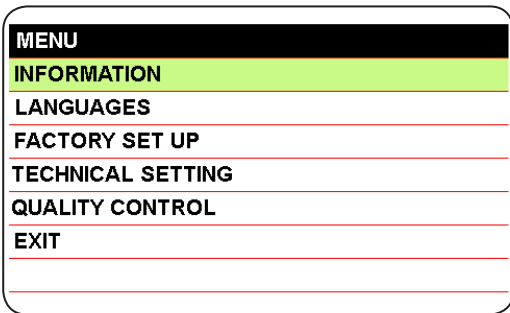 MENU
INFORMATION
LANGUAGES
FACTORY SET UP
TECHNICAL SETTING
QUALITY CONTROL
EXIT